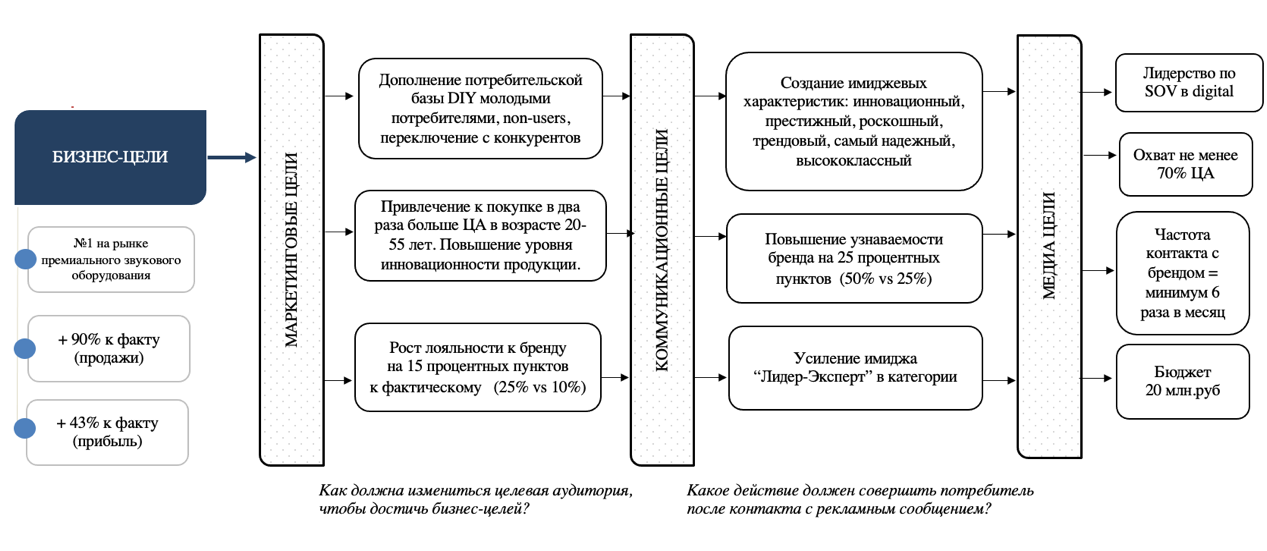 БИЗНЕС-ЦЕЛИ
№1 на рынке
премиального звукового
оборудования
+ 90% к факту
(продажи)
+ 43% к факту
(прибыль)
МАРКЕТИНГОВЫЕ ЦЕЛИ
Дополнение потребительской
базы DIY молодыми
потребителями, non-users,
переключение с конкурентов
Привлечение к покупке в два
раза больше ЦА в возрасте 20-
55 лет. Повышение уровня
инновационности продукции.
Рост лояльности к бренду
на 15 процентных пунктов
к фактическому (25% vs 10%)
Как должна измениться целевая аудитория,
чтобы достичь бизнес-целей?
КОММУНИКАЦИОННЫЕ ЦЕЛИ
Создание имиджевых
характеристик: инновационный,
престижный, роскошный,
трендовый, самый надежный,
высококлассный
Повышение узнаваемости
бренда на 25 процентных
пунктов (50% vs 25%)
Усиление имиджа
“Лидер-Эксперт” в категории
Какое действие должен совершить потребитель
после контакта с рекламным сообщением?
МЕДИА ЦЕЛИ
Лидерство по
SOV в digital
Охват не менее
70% ЦА
Частота
контакта с
брендом =
минимум 6
раза в месяц
Бюджет
20 млн.руб